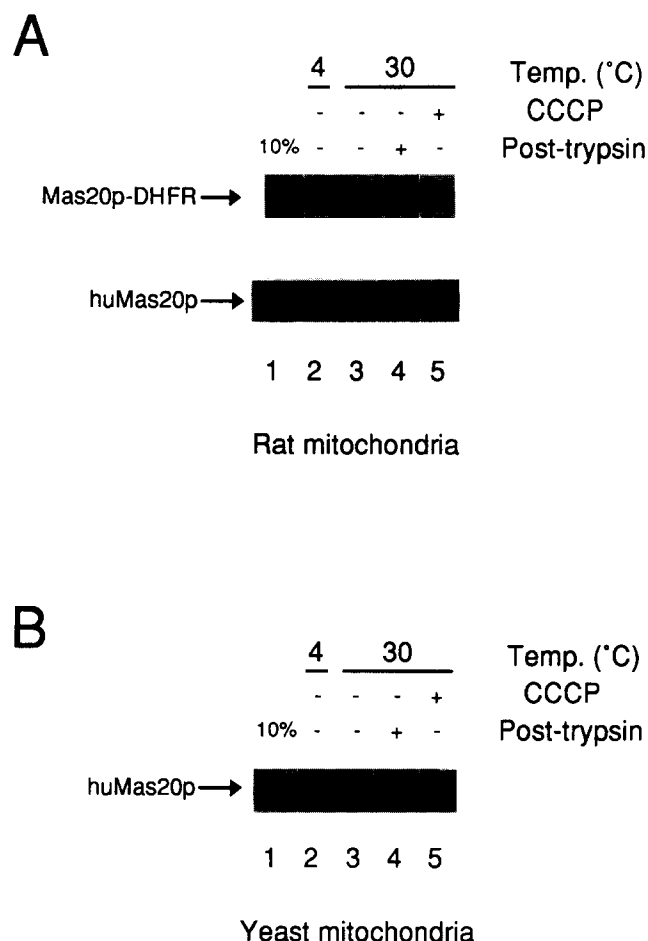 A
4 30 Temp. (°C)
- - - + CCCP
10% - - + - Post-trypsin
Mas20p-DHFR
huMas20p
1 2 3 4 5
Rat mitochondria
B
4 30 Temp. (°C)
- - - + CCCP
10% - - + - Post-trypsin
huMas20p
1 2 3 4 5
Yeast mitochondria